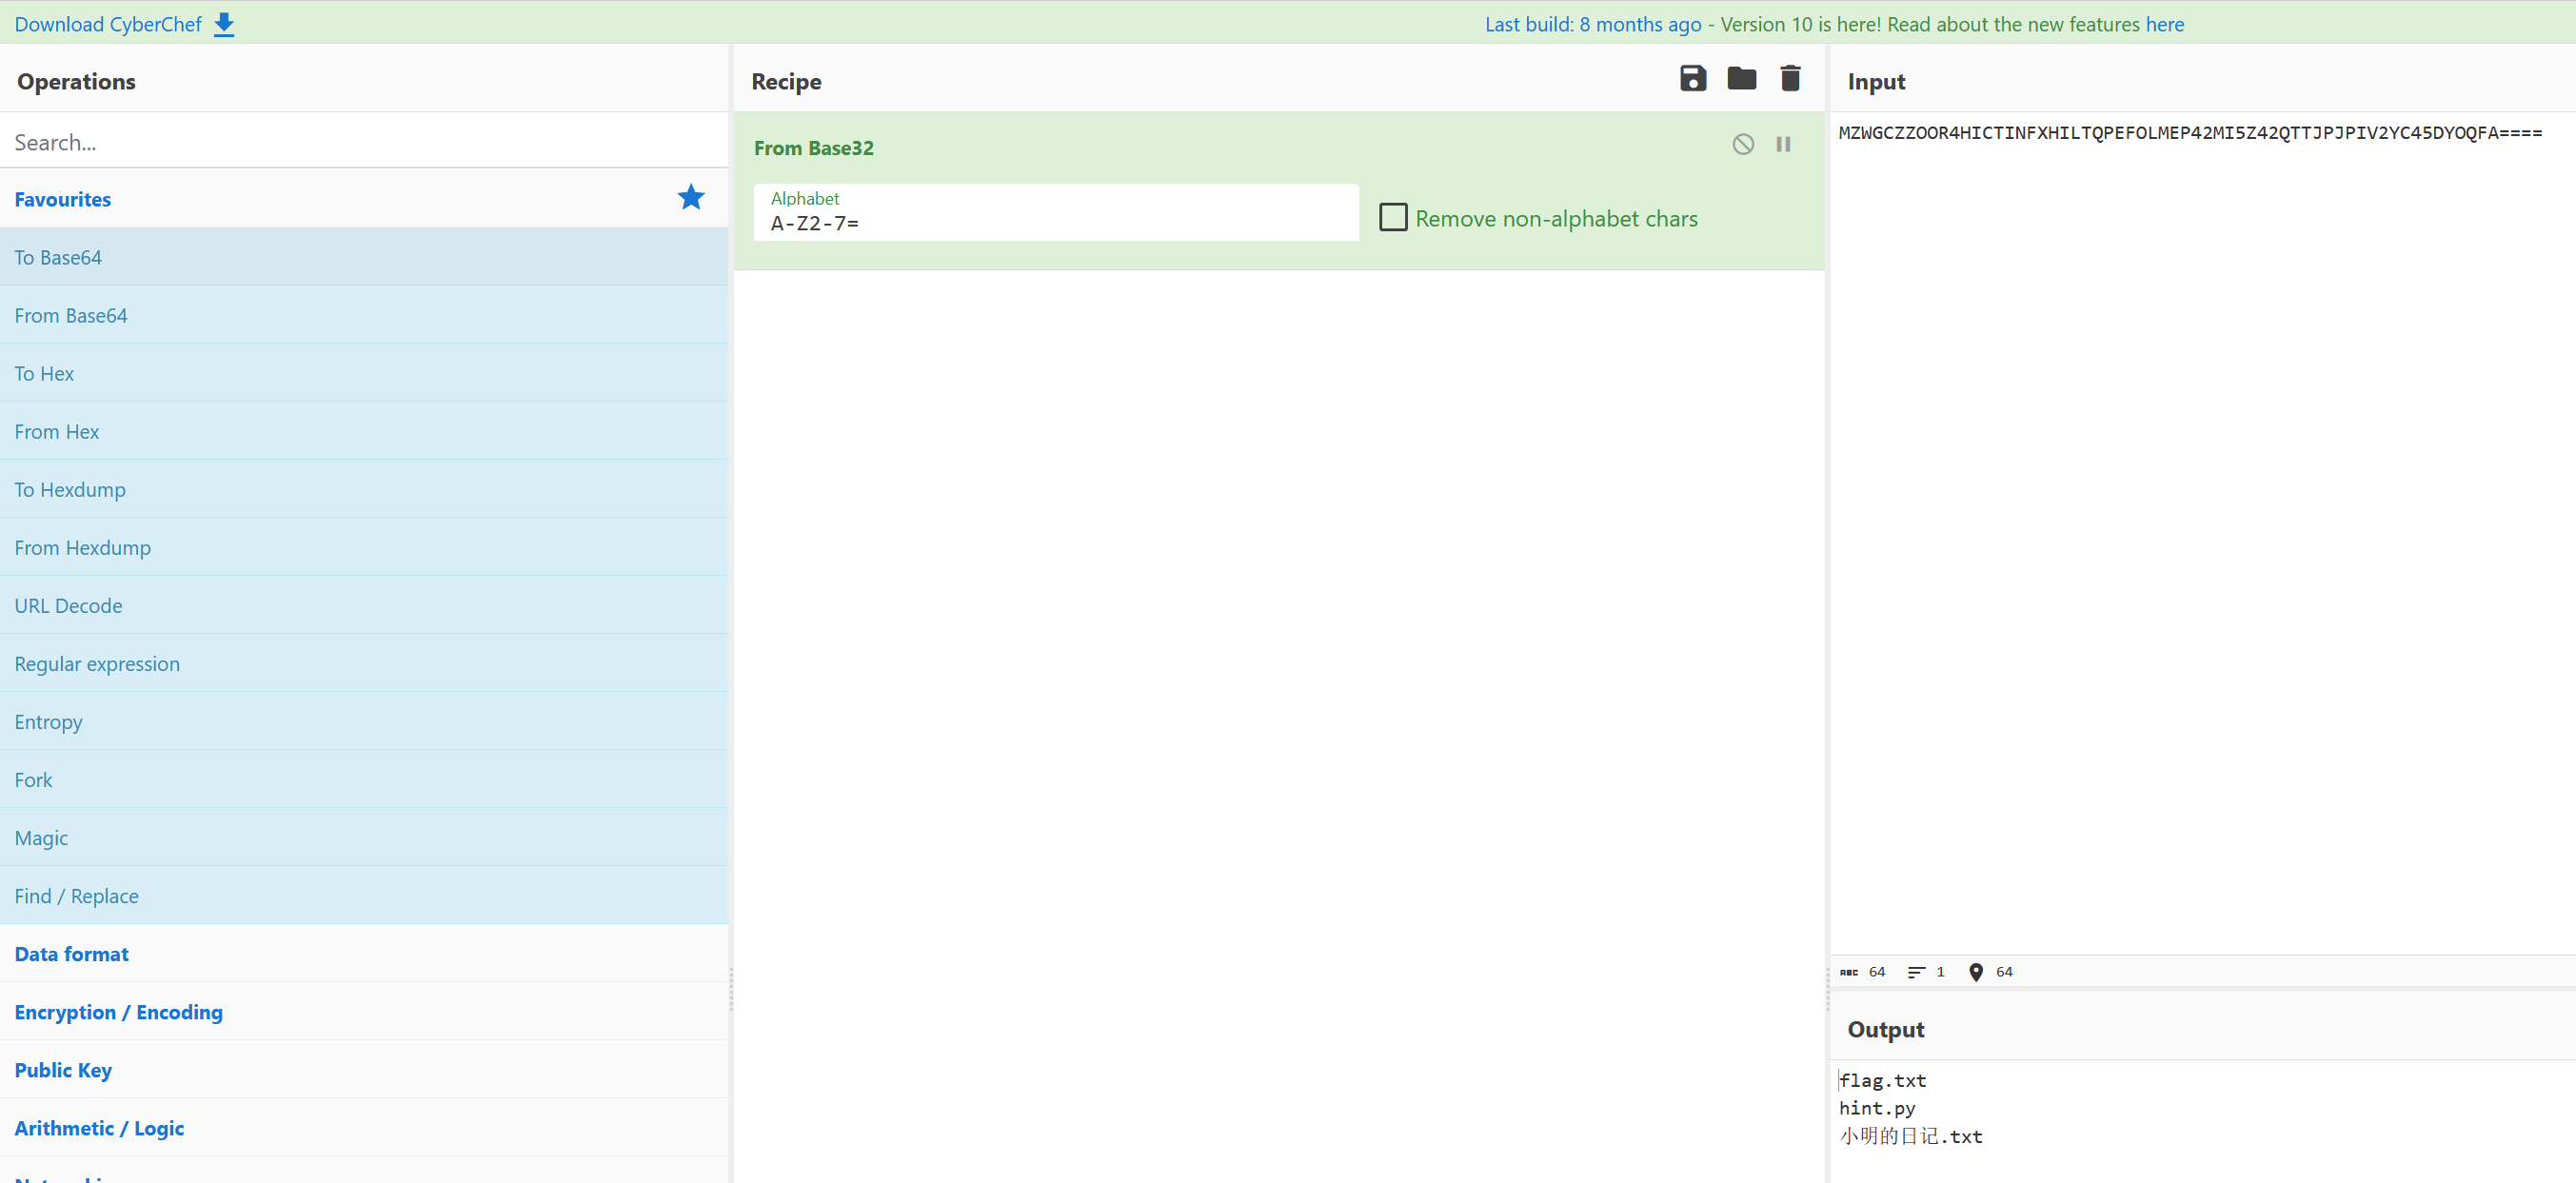 Download CyberChef
Last build: 8 months ago - Version 10 is here! Read about the new features here
Operations
Search...
Favourites
To Base64
From Base64
To Hex
From Hex
To Hexdump
From Hexdump
URL Decode
Regular expression
Entropy
Fork
Magic
Find / Replace
Data format
Encryption / Encoding
Public Key
Arithmetic / Logic
Recipe
From Base32
Alphabet
A-Z2-7=
Remove non-alphabet chars
Input
MZWGCZZOOR4HICTINFXHILTQPEFOLMEP42MI5Z42QTTJPJPIV2YC45DYOQFA====
ABC 64 1 64
Output
flag.txt
hint.py
小明的日记.txt